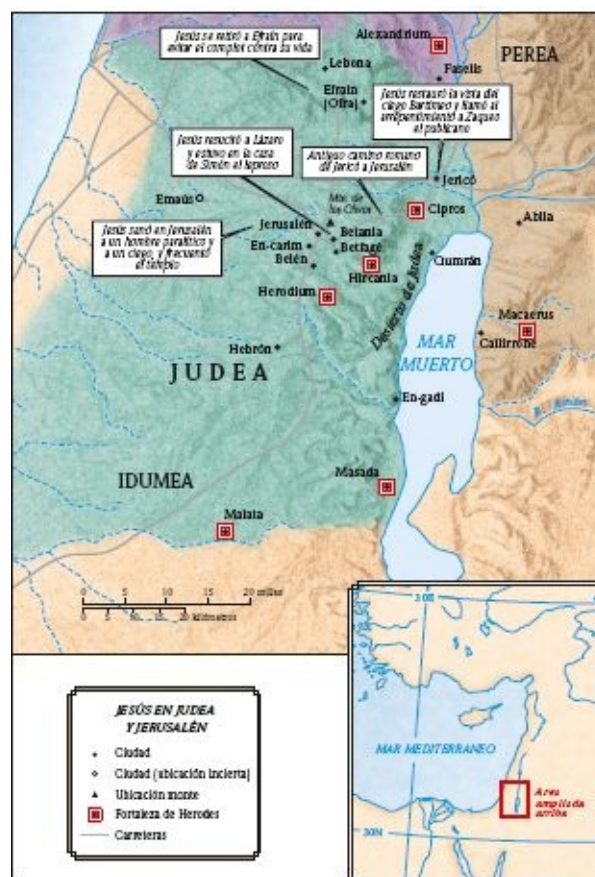 Jesús se retiró a Efraín para
evitar el complot contra su vida
Alexandrium
PEREA
Lebona
Faselis
Efraín
(Ofra)
Jesús restauró la vista del
ciego Bartimeo y llamó al
arrepentimiento a Zaqueo
el publicano
Jesús resucitó a Lázaro
y estuvo en la casa
de Simón el leproso
Antiguo camino romano
de Jericó a Jerusalén
Jericó
Emaús
Mte. de
los Olivos
Cipros
Abila
Jesús sanó en Jerusalén
a un hombre paralítico y
a un ciego, y frecuentó
el templo
Jerusalén
Betania
En-carim
Betfagé
Belén
Hircania
Qumrán
Herodium
Desierto de Judea
Macaerus
Callirroe
MAR
MUERTO
Hebrón
JUDEA
En-gadi
R. Arnón
IDUMEA
Masada
Malata
0 5 10 20 millas
0 5 10 15 20 kilómetros
JESÚS EN JUDEA
Y JERUSALÉN
Ciudad
Ciudad (ubicación incierta)
Ubicación monte
Fortaleza de Herodes
Carreteras
MAR MEDITERRANEO
Area
ampliada
arriba
30N